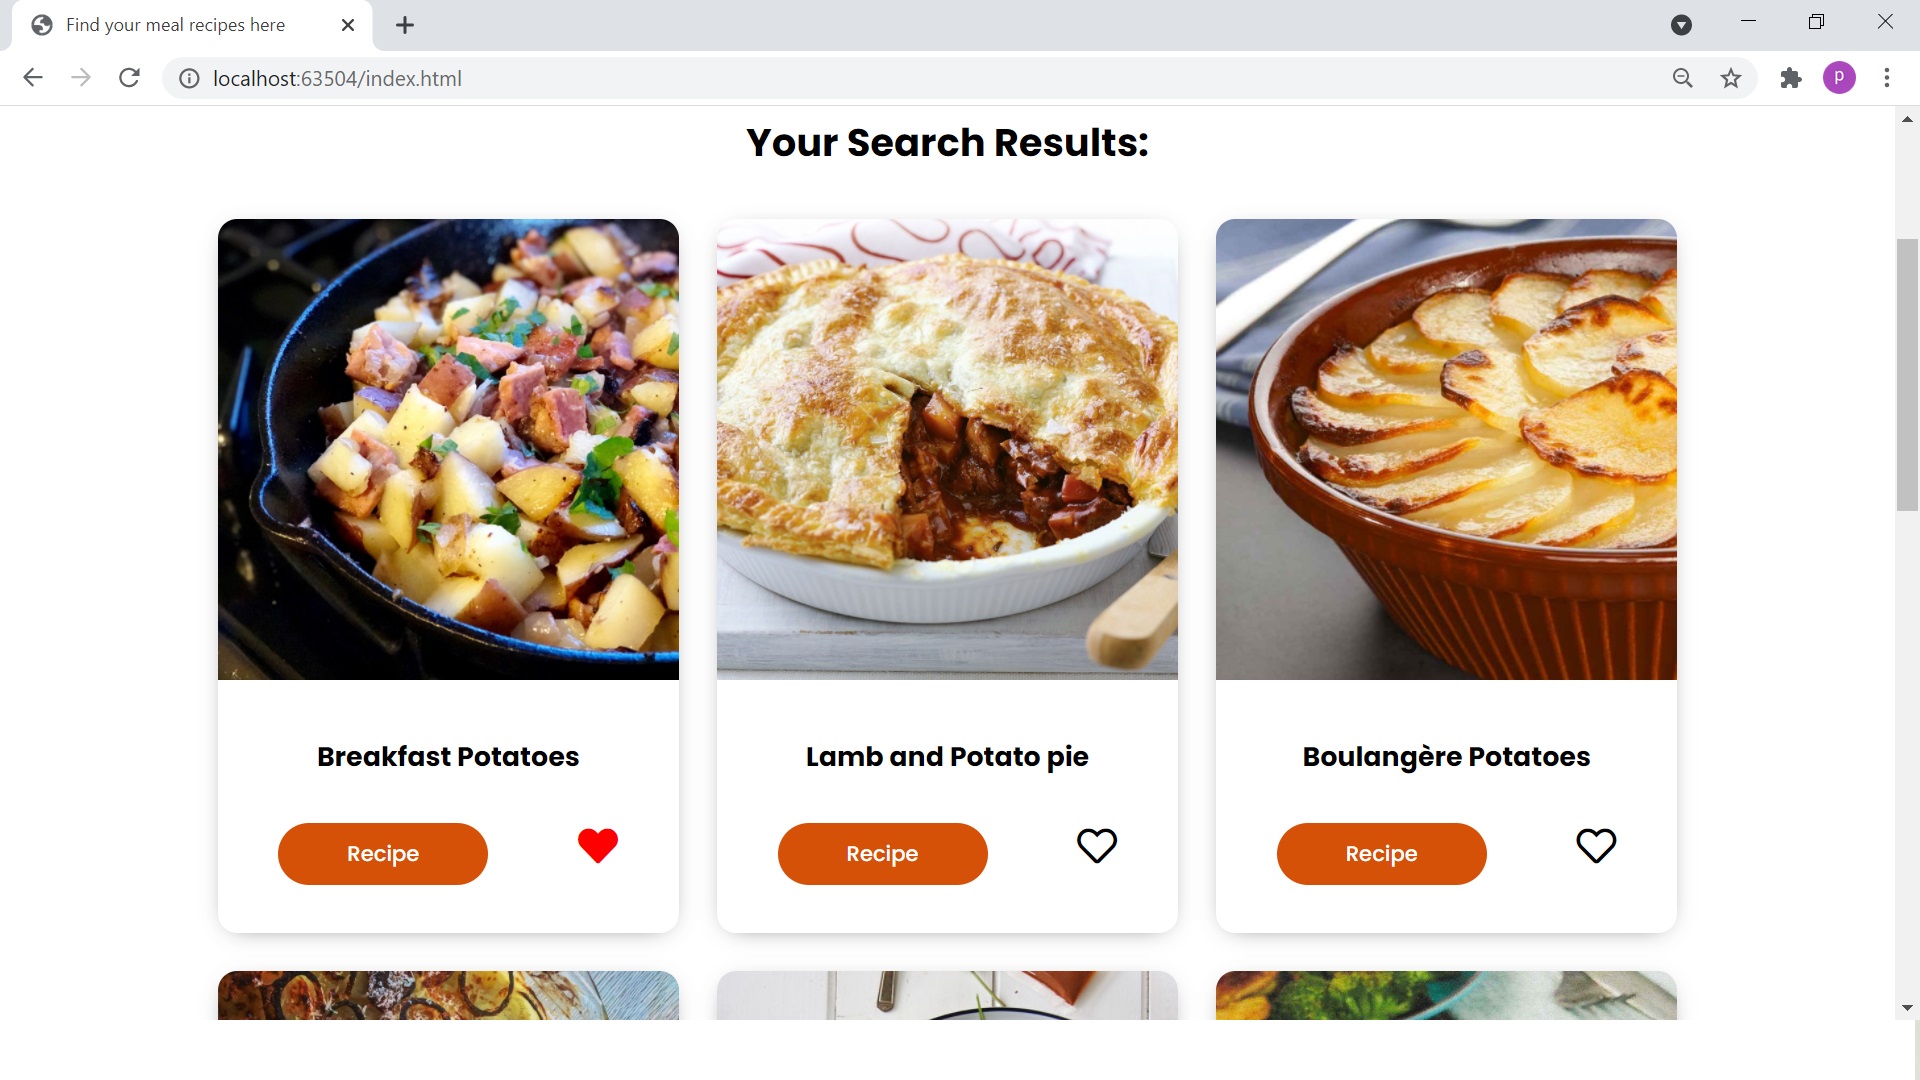 Find your meal recipes here
localhost:63504/index.html
p
Your Search Results:
Breakfast Potatoes
Lamb and Potato pie
Boulangère Potatoes
Recipe
Recipe
Recipe